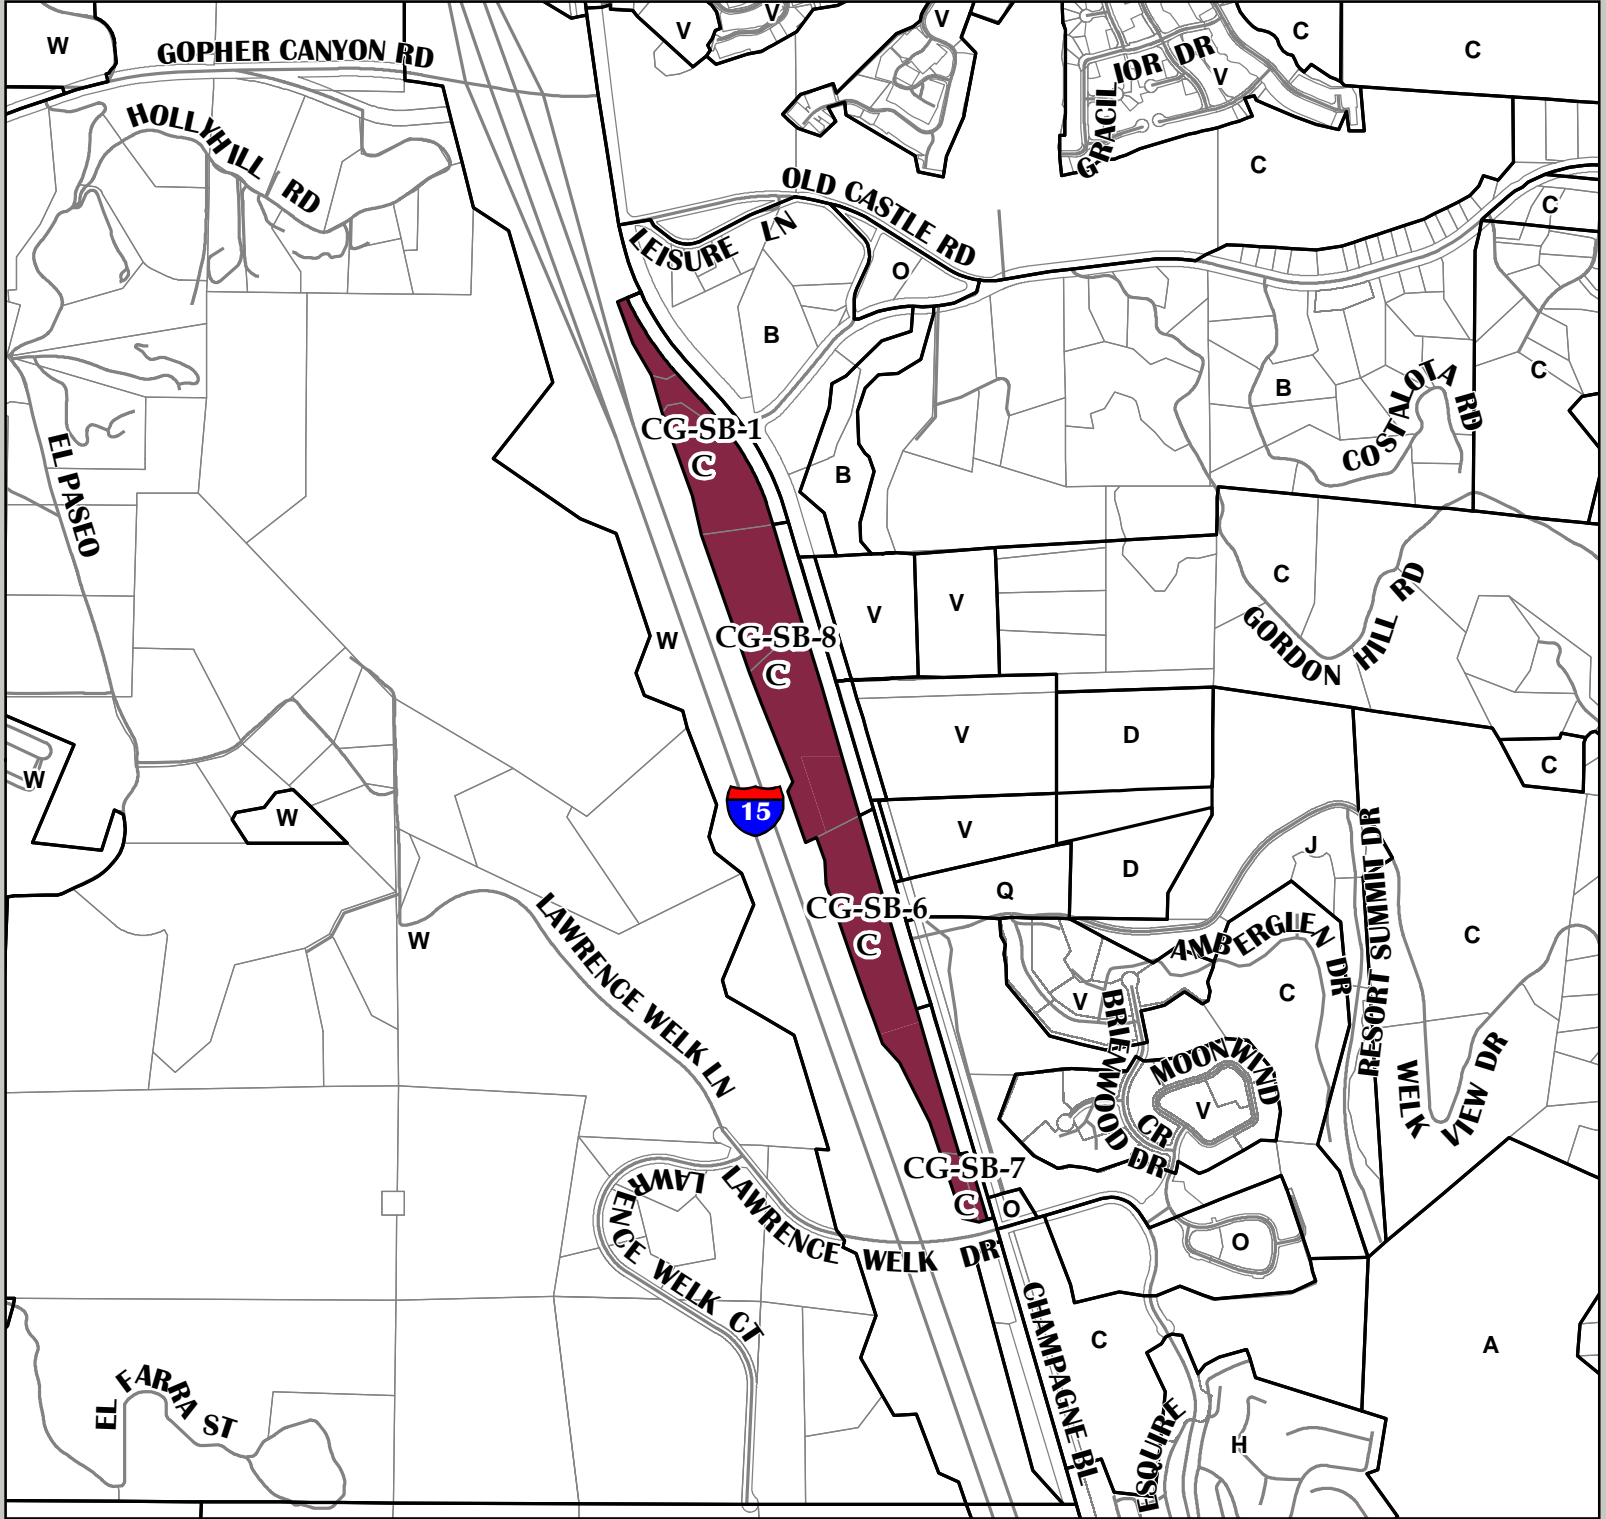 V
V
V
C
C
W
GOPHER CANYON RD
GRACILIOR DR
V
HOLLYHILL RD
C
OLD CASTLE RD
C
LEISURE LN
O
B
C
B
COSTALOTA RD
CG-SB-1
C
B
EL PASEO
C
GORDON HILL RD
V
V
W
CG-SB-8
C
V
D
C
W
W
15
V
J
D
Q
CG-SB-6
C
LAWRENCE WELK LN
W
AMBERGLEN DR
RESORT SUMMIT DR
C
C
V
BRIENWOOD DR
MOONWIND CR
V
WELK VIEW DR
CG-SB-7
C
O
LAWRENCE WELK CT
LAWRENCE WELK DR
O
CHAMPAGNE BL
C
A
EL FARRA ST
ESQUIRE
H